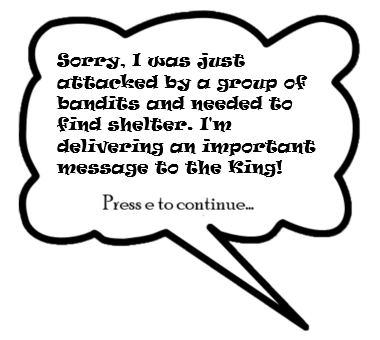 Sorry, I was just
attacked by a group of
bandits and needed to
find shelter. I'm
delivering an important
message to the King!
Press e to continue...